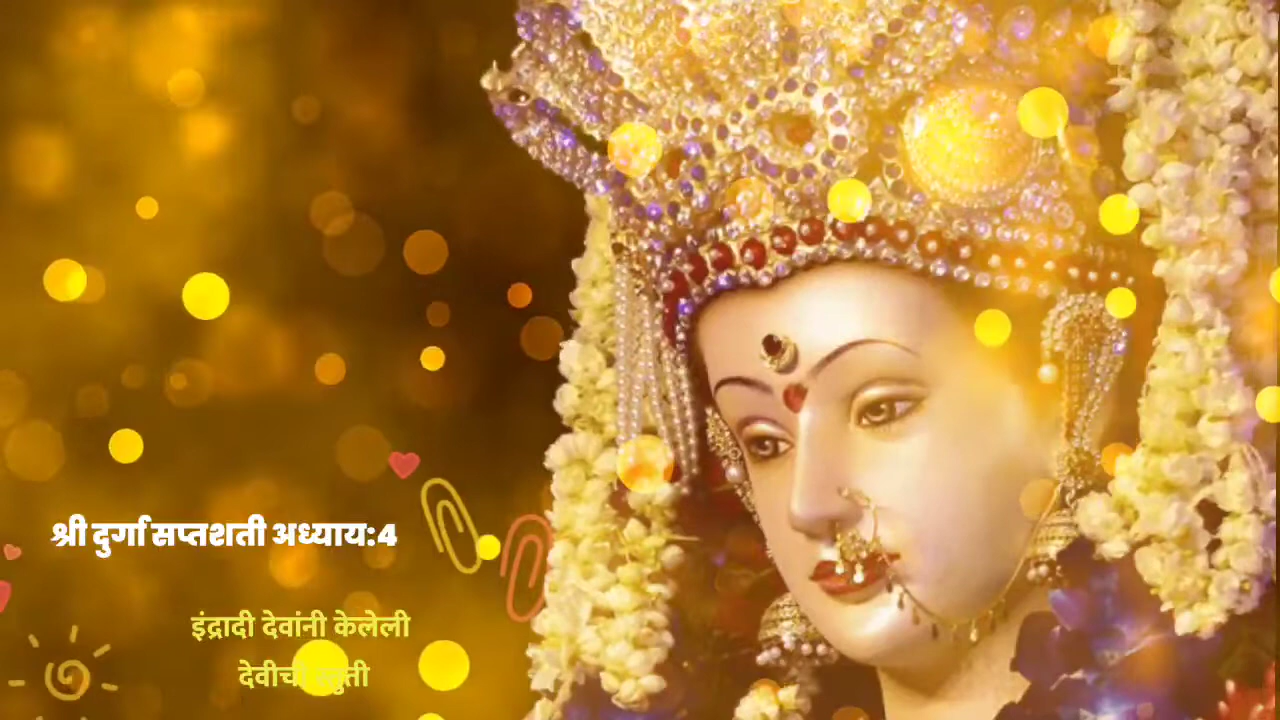 श्री दुर्गा सप्तशती अध्याय:4
इंद्रादी देवांनी केलेली
देवीची स्तुती